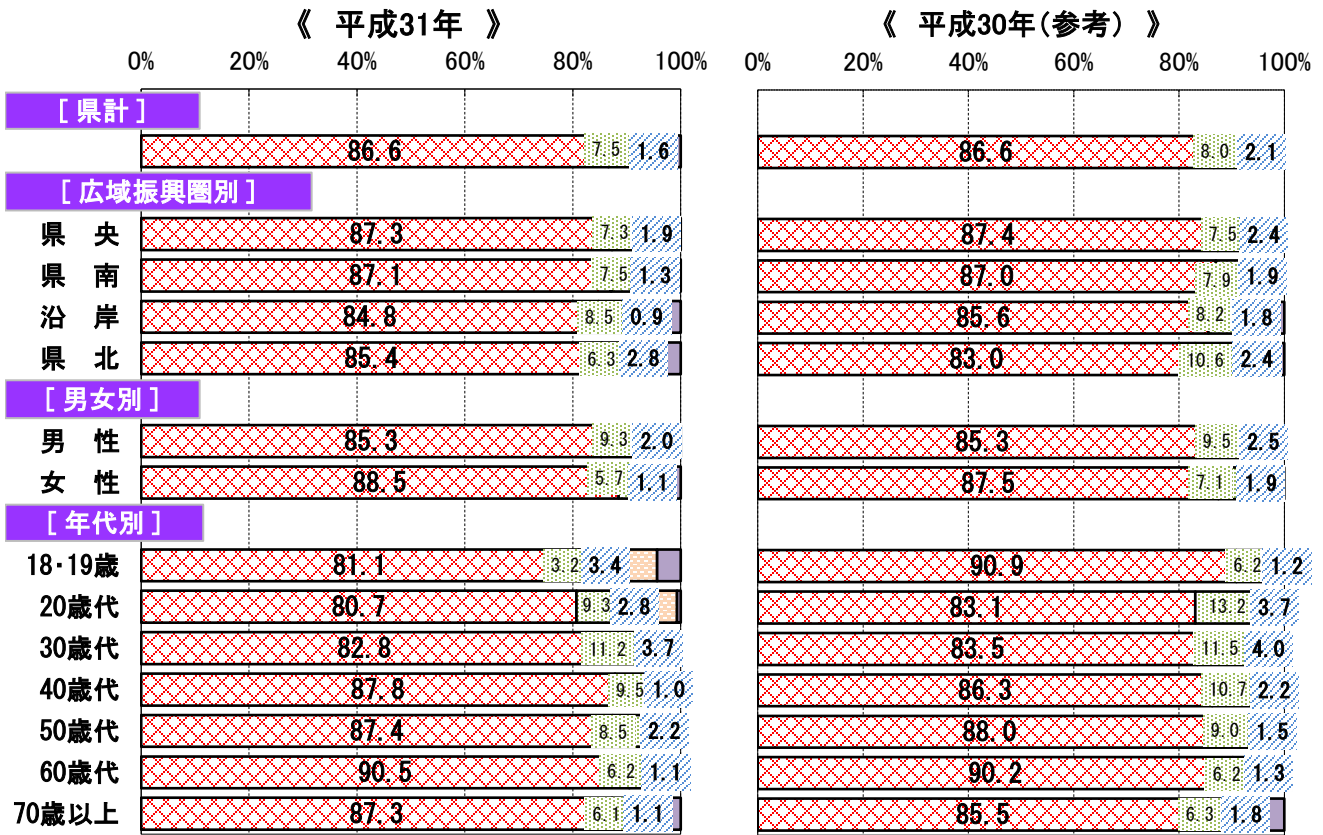 《 平成31年 》 《 平成30年(参考) 》
0% 20% 40% 60% 80% 100% 0% 20% 40% 60% 80% 100%
[ 県計 ]
86.6 7.5 1.6 86.6 8.0 2.1
[ 広域振興圏別 ]
県 央 87.3 7.3 1.9 87.4 7.5 2.4
県 南 87.1 7.5 1.3 87.0 7.9 1.9
沿 岸 84.8 8.5 0.9 85.6 8.2 1.8
県 北 85.4 6.3 2.8 83.0 10.6 2.4
[ 男女別 ]
男 性 85.3 9.3 2.0 85.3 9.5 2.5
女 性 88.5 5.7 1.1 87.5 7.1 1.9
[ 年代別 ]
18・19歳 81.1 3.2 3.4 90.9 6.2 1.2
20歳代 80.7 9.3 2.8 83.1 13.2 3.7
30歳代 82.8 11.2 3.7 83.5 11.5 4.0
40歳代 87.8 9.5 1.0 86.3 10.7 2.2
50歳代 87.4 8.5 2.2 88.0 9.0 1.5
60歳代 90.5 6.2 1.1 90.2 6.2 1.3
70歳以上 87.3 6.1 1.1 85.5 6.3 1.8